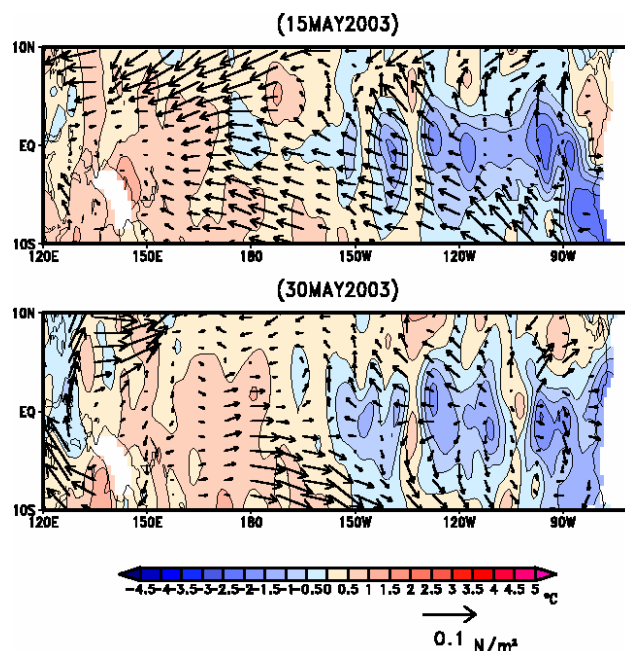 (15MAY2003)
10N
EQ
10S
120E 150E 180 150W 120W 90W
(30MAY2003)
10N
EQ
10S
120E 150E 180 150W 120W 90W
-4.5-4-3.5-3-2.5-2-1.5-1-0.50 0.5 1 1.5 2 2.5 3 3.5 4 4.5 5 °C
0.1 N/m²